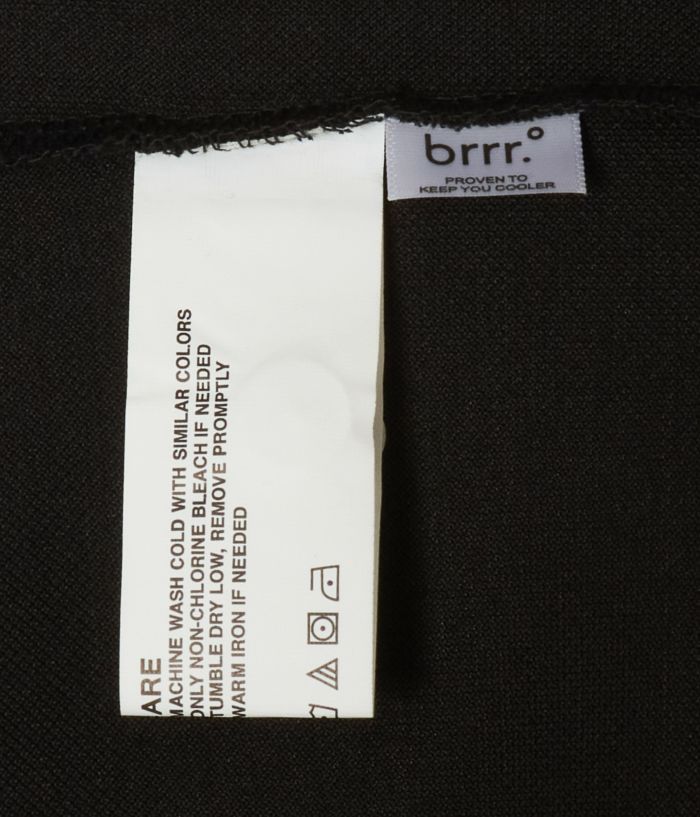 brrr.°
PROVEN TO
KEEP YOU COOLER
ARE
MACHINE WASH COLD WITH SIMILAR COLORS
ONLY NON-CHLORINE BLEACH IF NEEDED
TUMBLE DRY LOW, REMOVE PROMPTLY
WARM IRON IF NEEDED